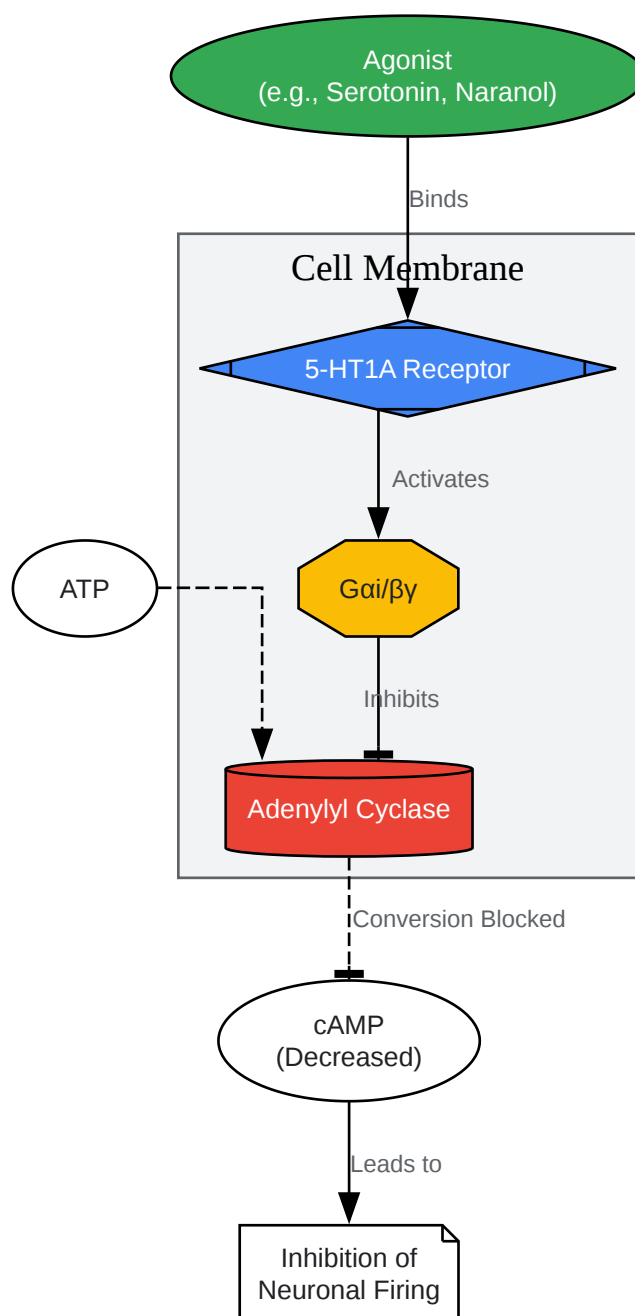 Agonist
(e.g., Serotonin, Naranol)
Binds
Cell Membrane
5-HT1A Receptor
Activates
ATP
Gαi/βγ
Inhibits
Adenylyl Cyclase
Conversion Blocked
cAMP
(Decreased)
Leads to
Inhibition of
Neuronal Firing